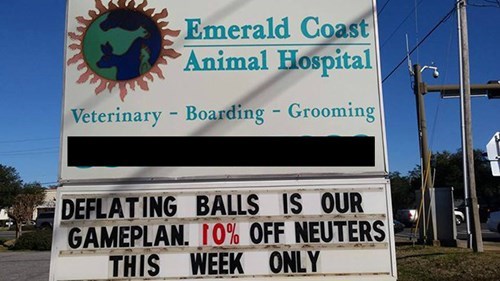 Emerald Coast
Animal Hospital
Veterinary - Boarding - Grooming
DEFLATING BALLS IS OUR
GAMEPLAN. 10% OFF NEUTERS
THIS WEEK ONLY